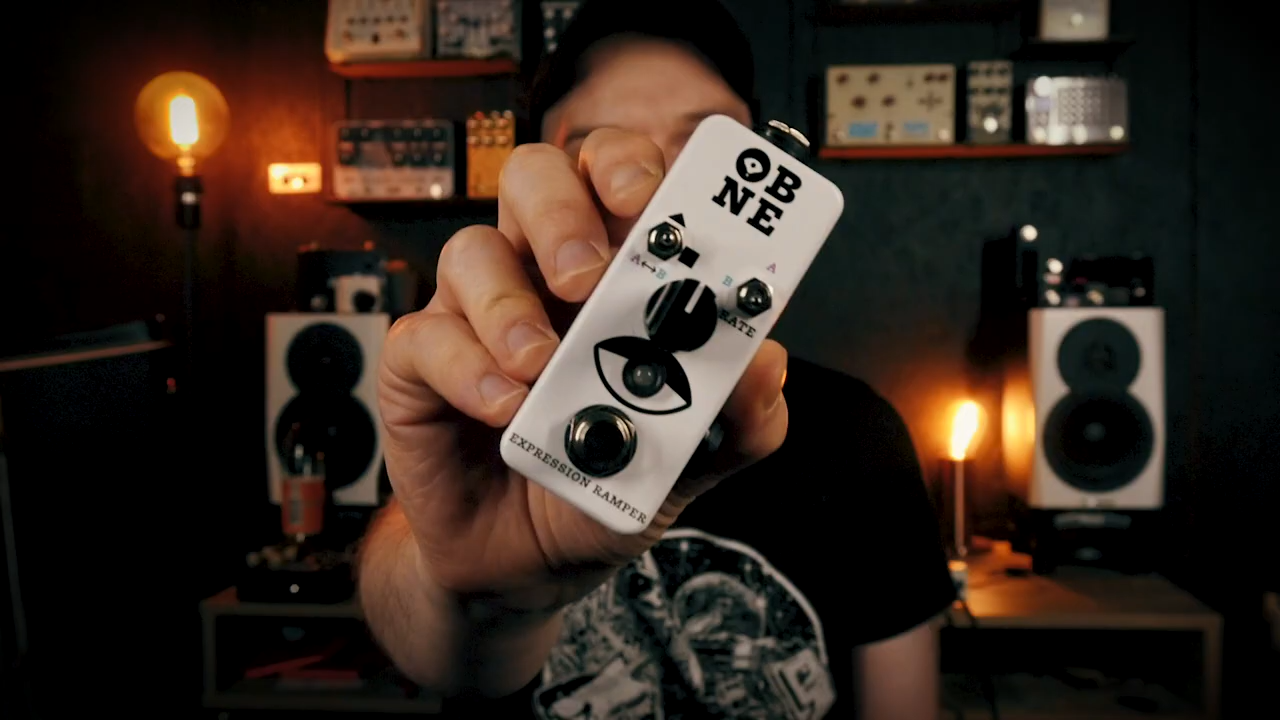 OB
NE
A↔B
B A
RATE
EXPRESSION RAMPER